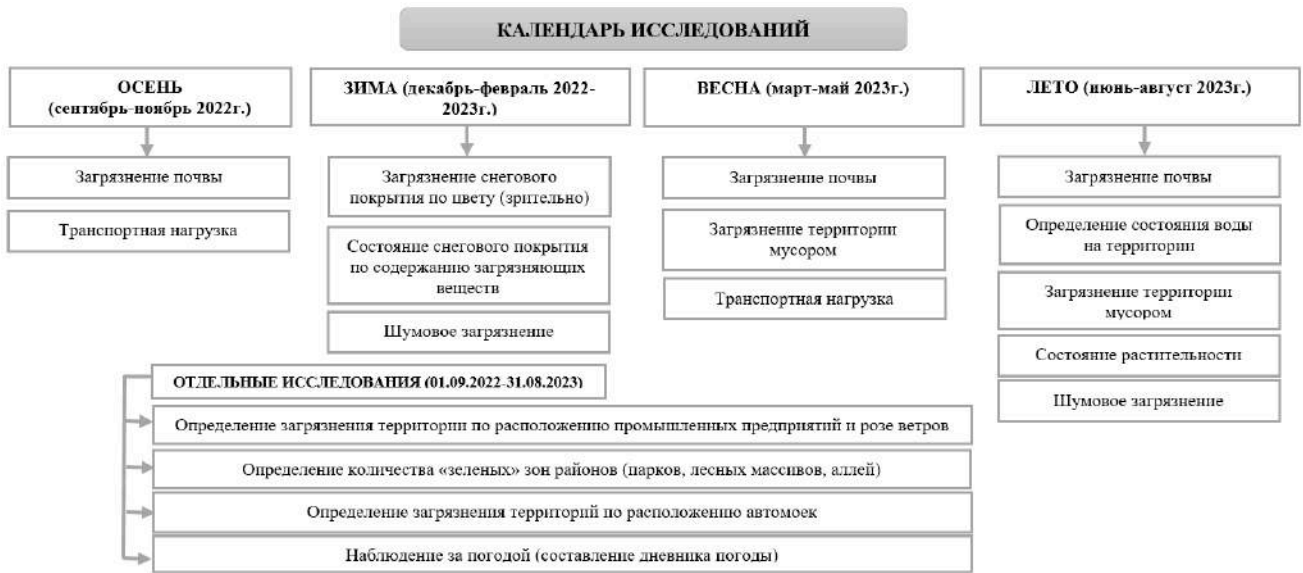 КАЛЕНДАРЬ ИССЛЕДОВАНИЙ
ОСЕНЬ
(сентябрь-ноябрь 2022г.)
Загрязнение почвы
Транспортная нагрузка
ЗИМА (декабрь-февраль 2022-
2023г.)
Загрязнение снегового
покрытия по цвету (зрительно)
Состояние снегового покрытия
по содержанию загрязняющих
веществ
Шумовое загрязнение
ВЕСНА (март-май 2023г.)
Загрязнение почвы
Загрязнение территории
мусором
Транспортная нагрузка
ЛЕТО (июнь-август 2023г.)
Загрязнение почвы
Определение состояния воды
на территории
Загрязнение территории
мусором
Состояние растительности
Шумовое загрязнение
ОТДЕЛЬНЫЕ ИССЛЕДОВАНИЯ (01.09.2022-31.08.2023)
Определение загрязнения территории по расположению промышленных предприятий и розе ветров
Определение количества «зеленых» зон районов (парков, лесных массивов, аллей)
Определение загрязнения территорий по расположению автомоек
Наблюдение за погодой (составление дневника погоды)